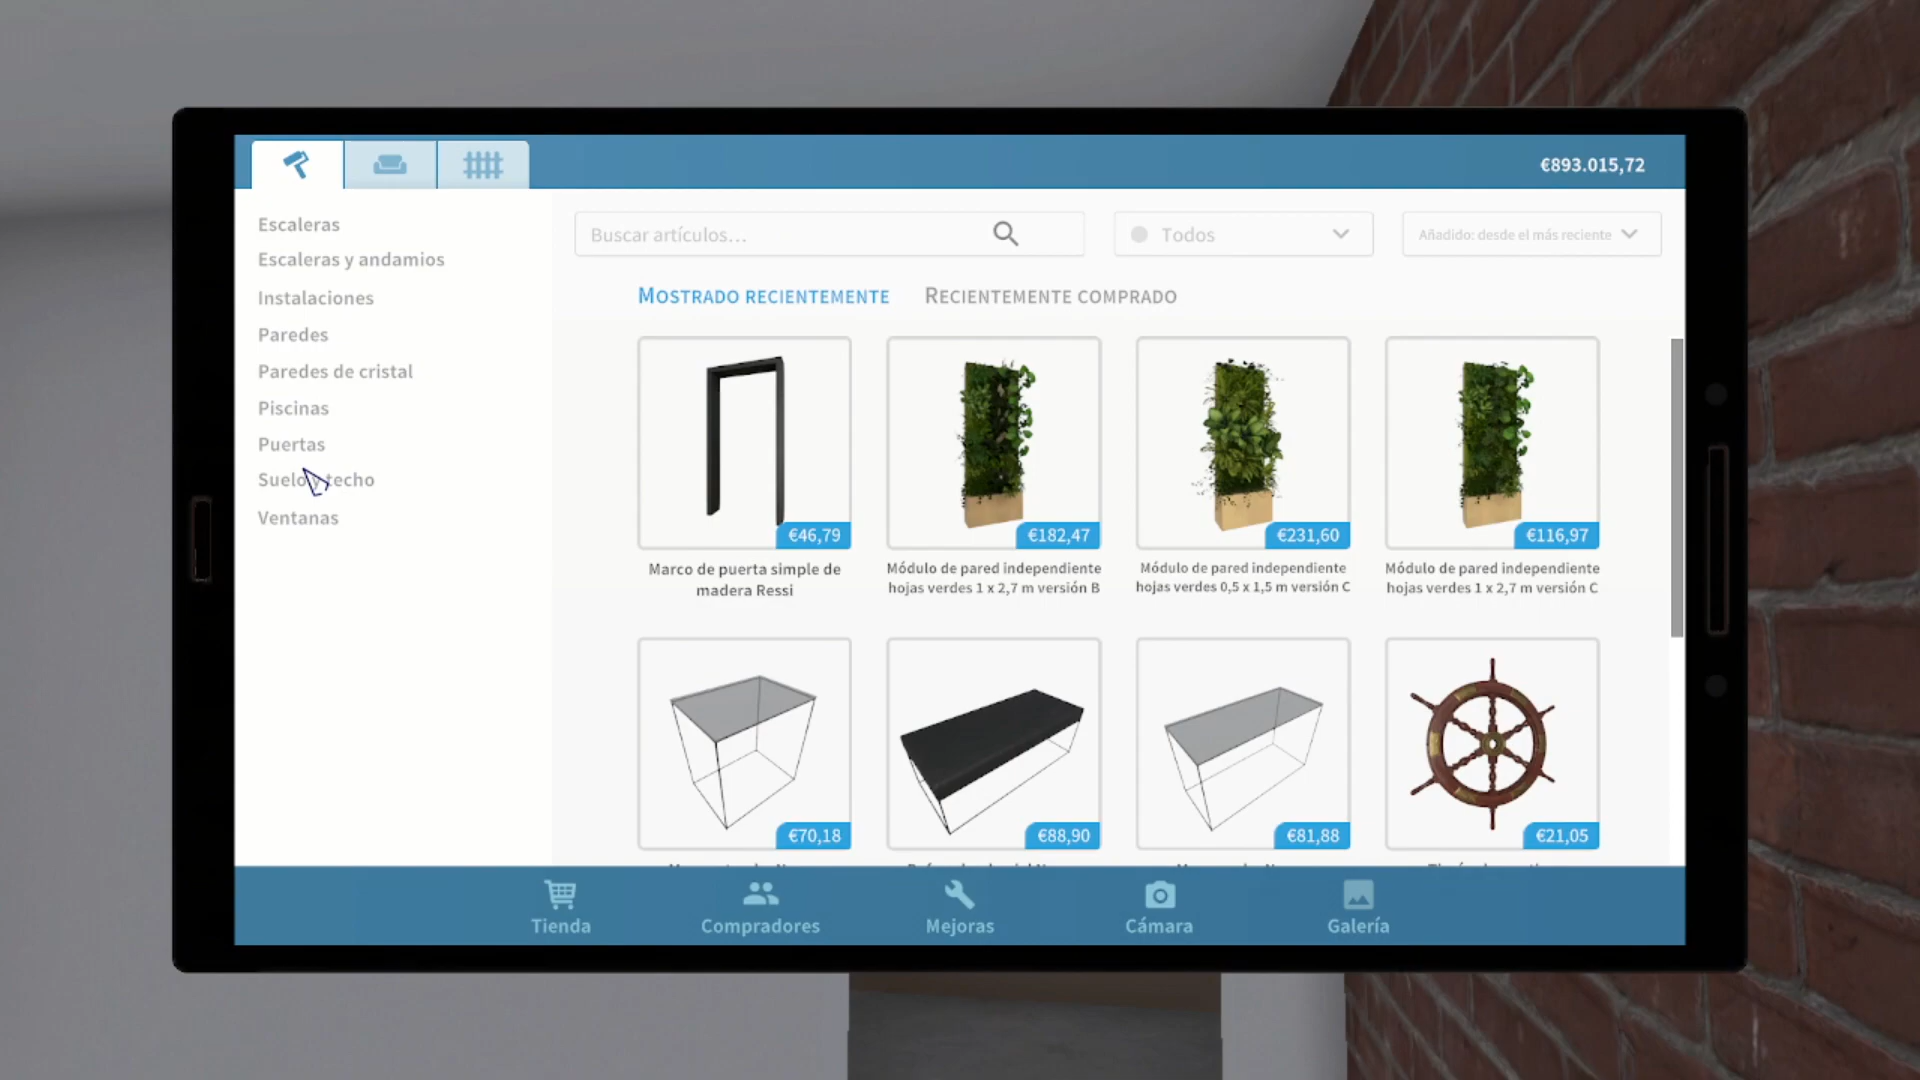 €893.015,72
Escaleras
Escaleras y andamios
Instalaciones
Paredes
Paredes de cristal
Piscinas
Puertas
Suelo y techo
Ventanas
Buscar artículos...
Todos
Añadido: desde el más reciente
MOSTRADO RECIENTEMENTE
RECIENTEMENTE COMPRADO
€46,79
Marco de puerta simple de
madera Ressi
€182,47
Módulo de pared independiente
hojas verdes 1 x 2,7 m versión B
€231,60
Módulo de pared independiente
hojas verdes 0,5 x 1,5 m versión C
€116,97
Módulo de pared independiente
hojas verdes 1 x 2,7 m versión C
€70,18
€88,90
€81,88
€21,05
Tienda
Compradores
Mejoras
Cámara
Galería